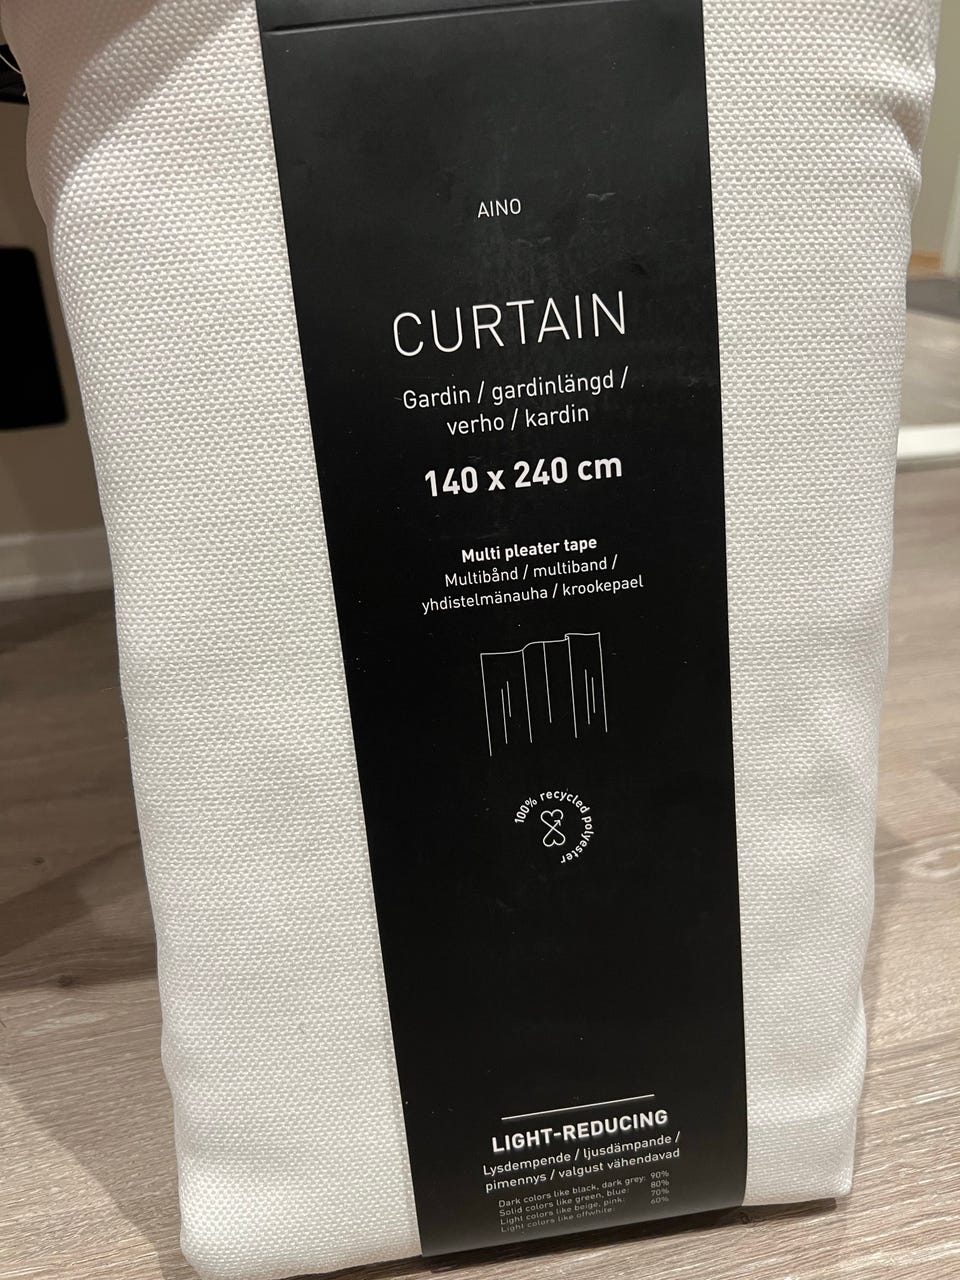 AINO
CURTAIN
Gardin / gardinlängd /
verho / kardin
140 x 240 cm
Multi pleater tape
Multibånd / multiband /
yhdistelmänauha / krookepael
100% recycled polyester
LIGHT-REDUCING
Lysdempende / ljusdämpande /
pimennys / valgust vähendavad
Dark colors like black, dark grey: 90%
Solid colors like green, blue: 80%
Light colors like beige, pink: 70%
Light colors like offwhite: 60%